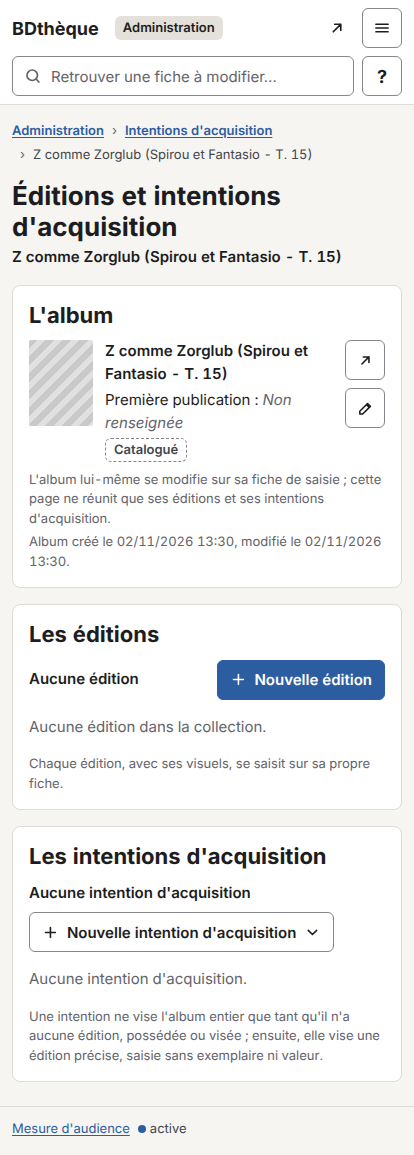 BDthèque Administration
Retrouver une fiche à modifier... ?
Administration › Intentions d'acquisition
› Z comme Zorglub (Spirou et Fantasio - T. 15)
Éditions et intentions
d'acquisition
Z comme Zorglub (Spirou et Fantasio - T. 15)
L'album
Z comme Zorglub (Spirou et
Fantasio - T. 15)
Première publication : Non
renseignée
Catalogué
L'album lui-même se modifie sur sa fiche de saisie ; cette
page ne réunit que ses éditions et ses intentions
d'acquisition.
Album créé le 02/11/2026 13:30, modifié le 02/11/2026
13:30.
Les éditions
Aucune édition
Nouvelle édition
Aucune édition dans la collection.
Chaque édition, avec ses visuels, se saisit sur sa propre
fiche.
Les intentions d'acquisition
Aucune intention d'acquisition
Nouvelle intention d'acquisition
Aucune intention d'acquisition.
Une intention ne vise l'album entier que tant qu'il n'a
aucune édition, possédée ou visée ; ensuite, elle vise une
édition précise, saisie sans exemplaire ni valeur.
Mesure d'audience active